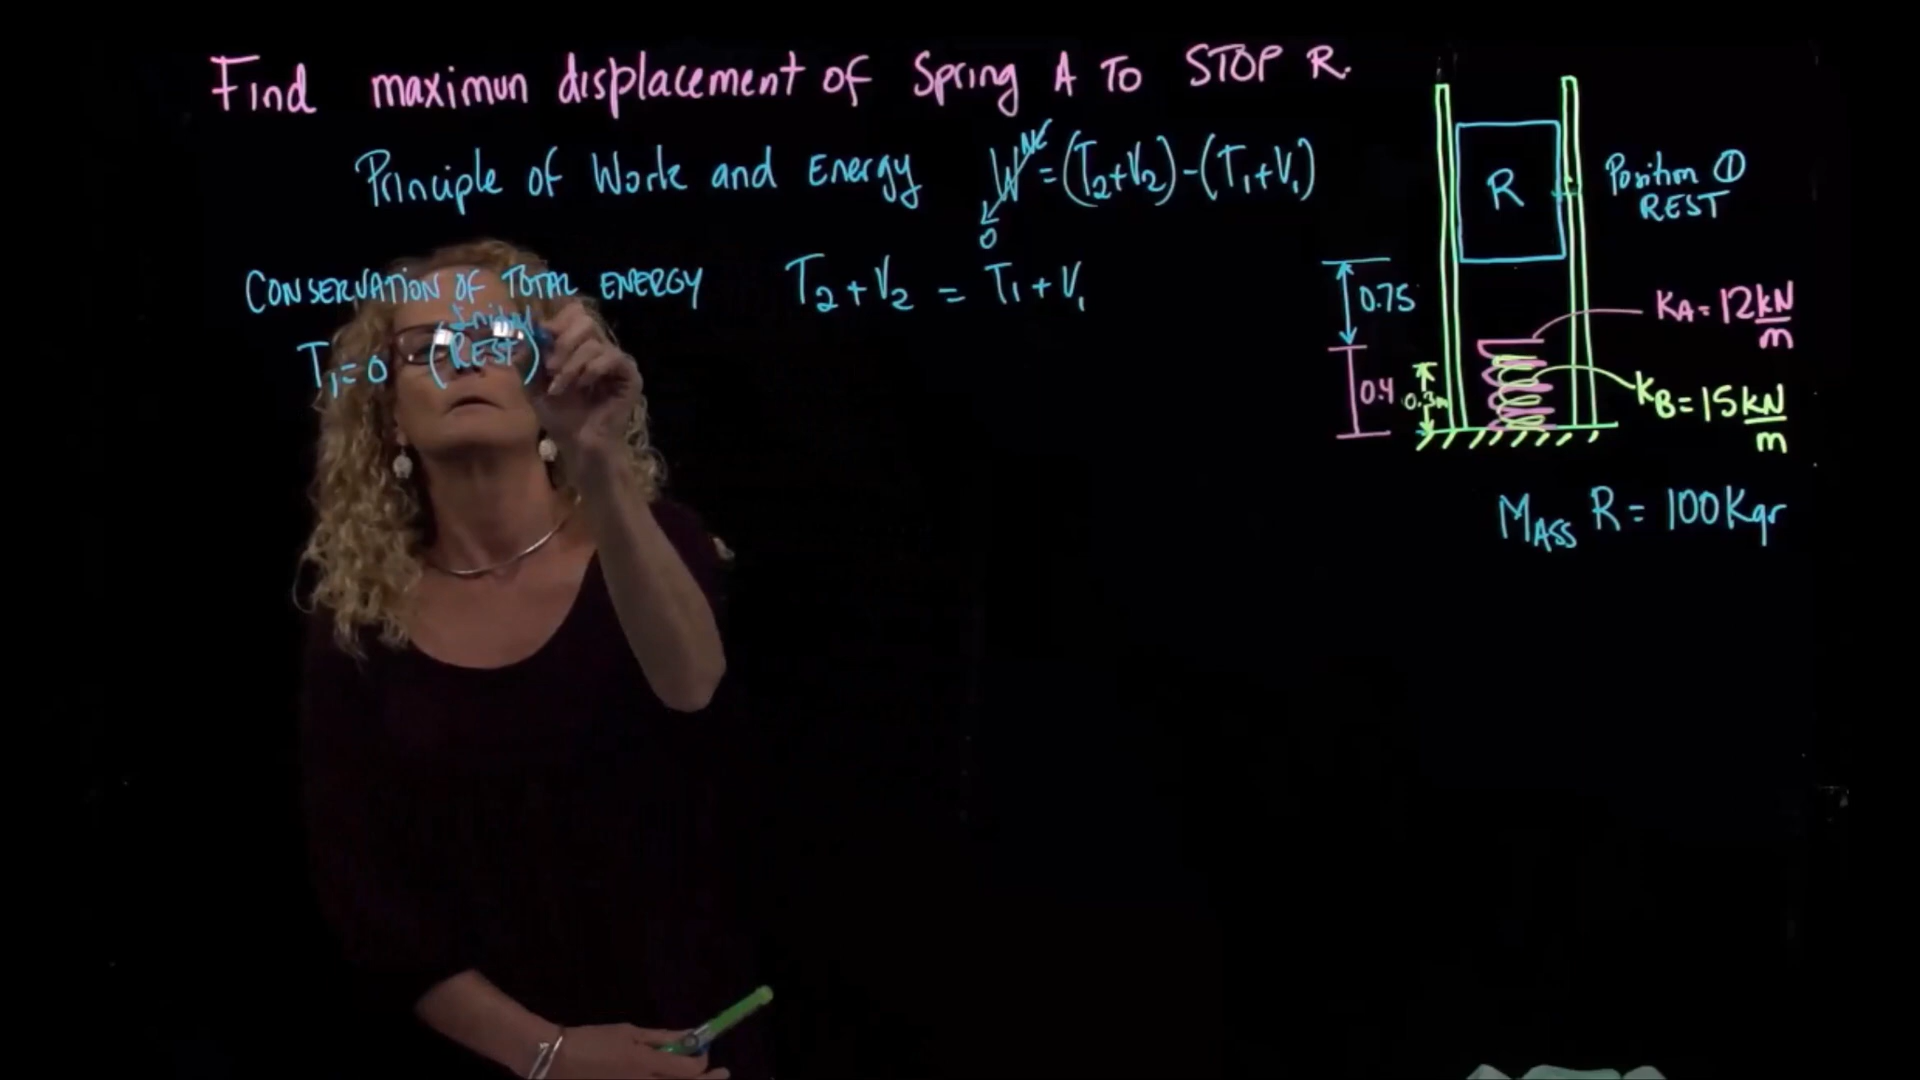 Find maximun displacement of Spring A To STOP R.
Principle of Work and Energy W^NC = (T₂+V₂) - (T₁+V₁)
0
CONSERVATION OF TOTAL ENERGY T₂ + V₂ = T₁ + V₁
T₁ = 0 (Initial REST)
R
Position ①
REST
0.75
0.4
0.3m
KA = 12 kN/m
KB = 15 kN/m
MASS R = 100 Kgr